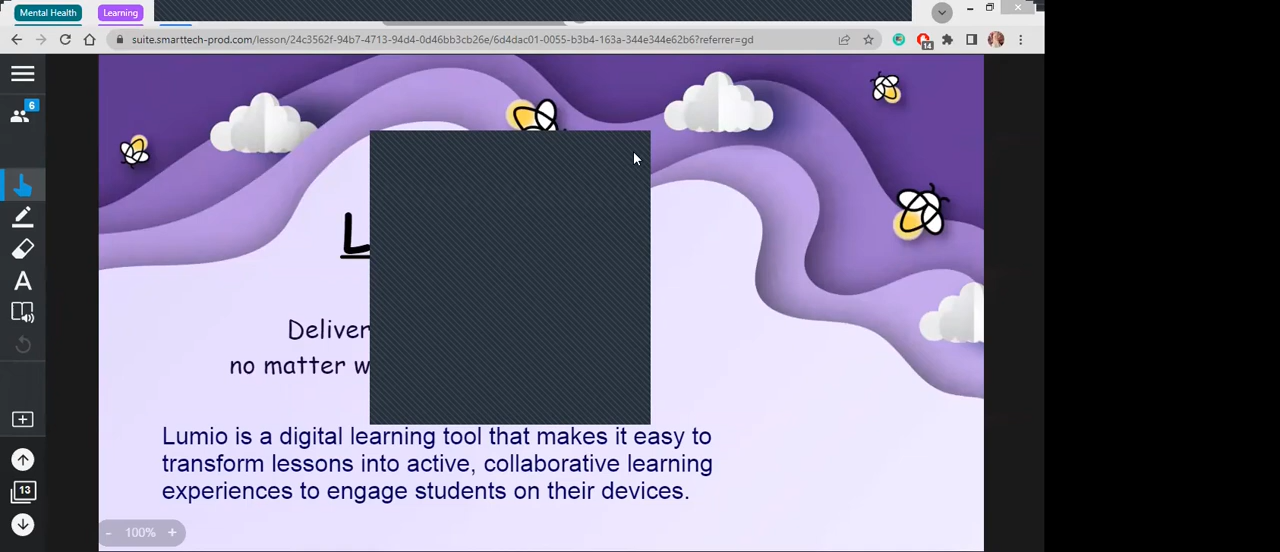 Mental Health
Learning
suite.smarttech-prod.com/lesson/24c3562f-94b7-4713-94d4-0d46bb3cb26e/6d4dac01-0055-b3b4-163a-344e344e62b6?referrer=gd
14
6
L
Deliver
no matter w
A
Lumio is a digital learning tool that makes it easy to
transform lessons into active, collaborative learning
experiences to engage students on their devices.
13
- 100% +